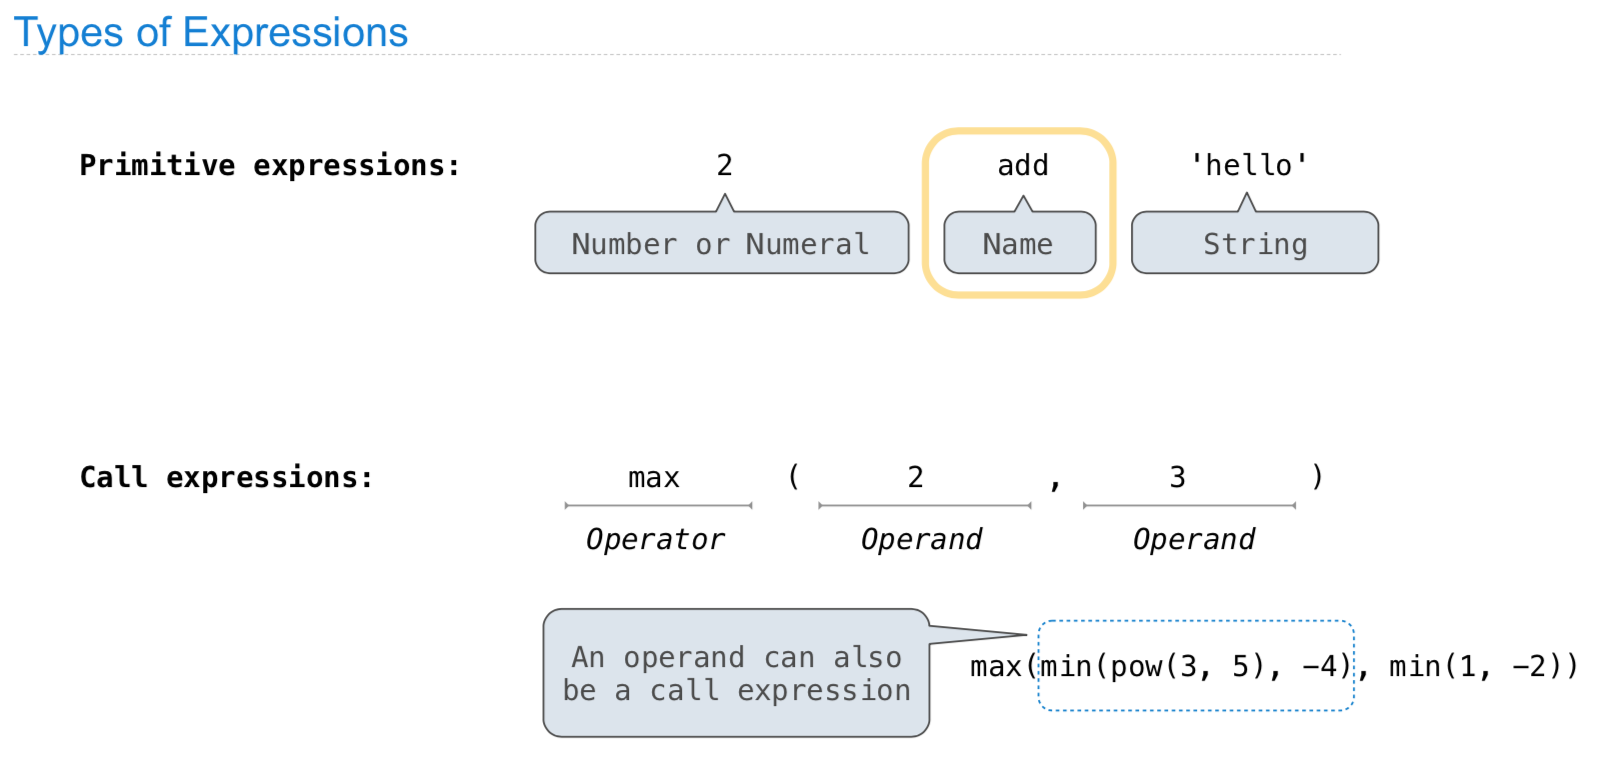 Types of Expressions
Primitive expressions: 2 add 'hello'
Number or Numeral Name String
Call expressions: max ( 2 , 3 )
Operator Operand Operand
An operand can also
be a call expression
max(min(pow(3, 5), −4), min(1, −2))